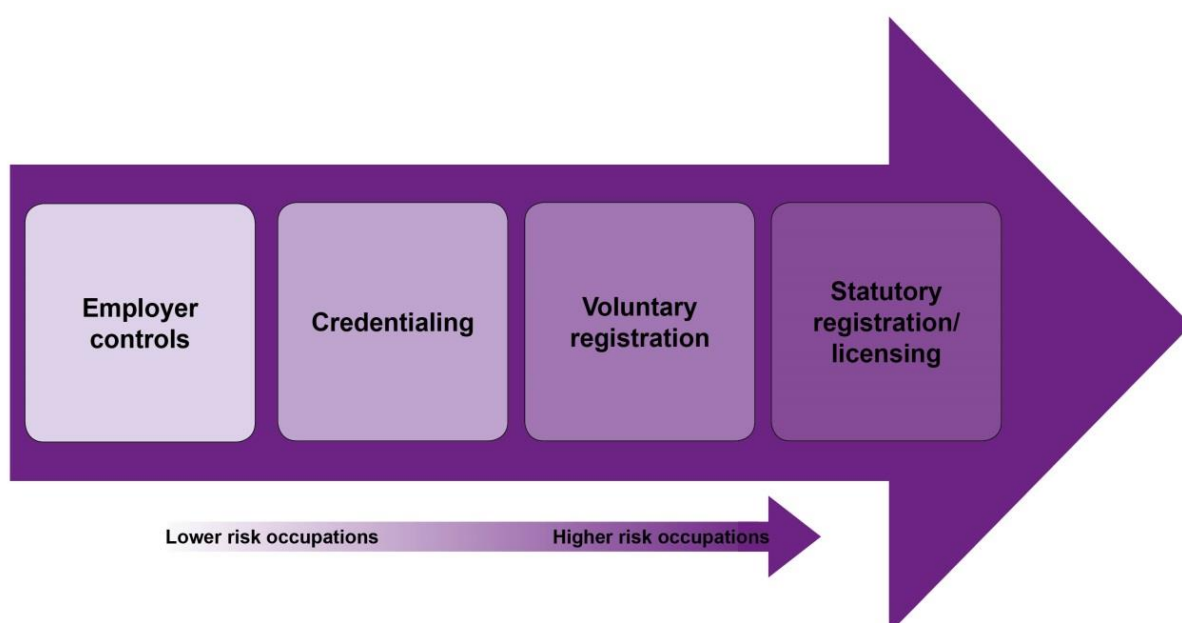 Employer
controls
Credentialing
Voluntary
registration
Statutory
registration/
licensing
Lower risk occupations
Higher risk occupations